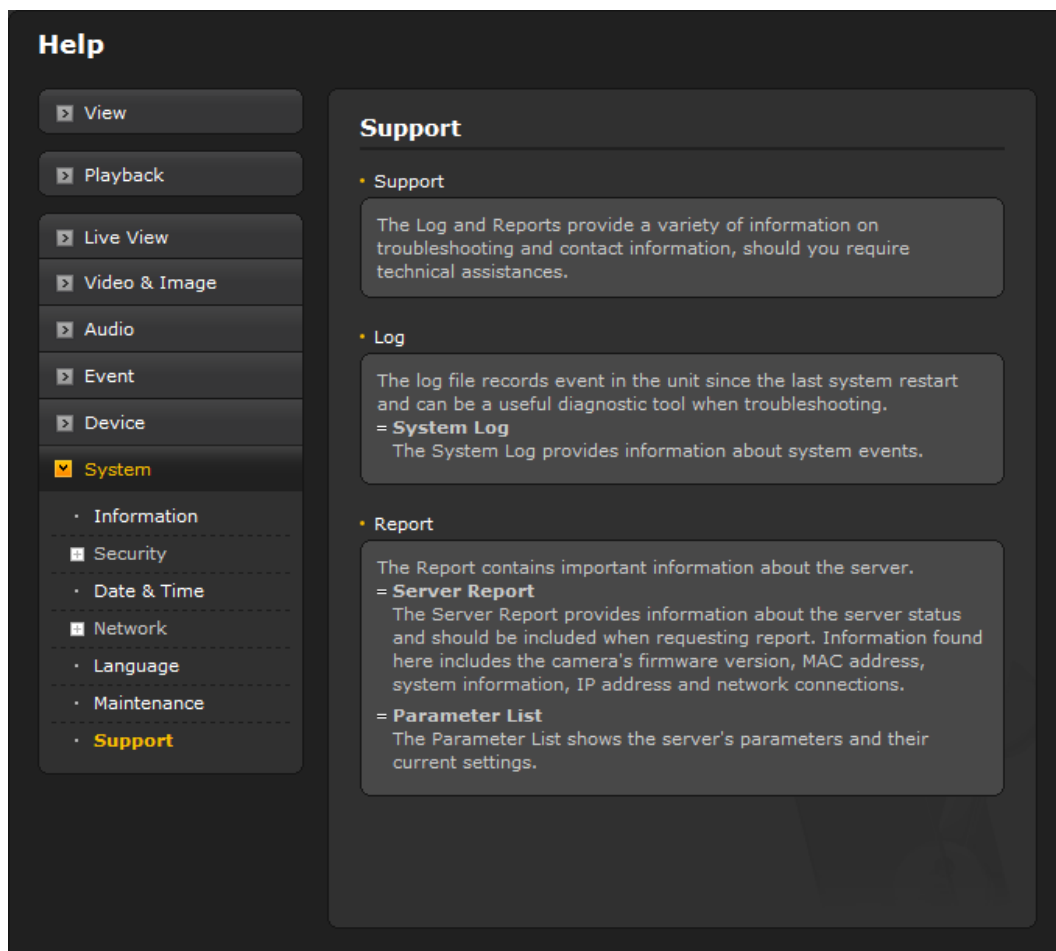 Help
View
Playback
Live View
Video & Image
Audio
Event
Device
System
· Information
Security
· Date & Time
Network
· Language
· Maintenance
· Support
Support
• Support
The Log and Reports provide a variety of information on
troubleshooting and contact information, should you require
technical assistances.
• Log
The log file records event in the unit since the last system restart
and can be a useful diagnostic tool when troubleshooting.
= System Log
The System Log provides information about system events.
• Report
The Report contains important information about the server.
= Server Report
The Server Report provides information about the server status
and should be included when requesting report. Information found
here includes the camera's firmware version, MAC address,
system information, IP address and network connections.
= Parameter List
The Parameter List shows the server's parameters and their
current settings.